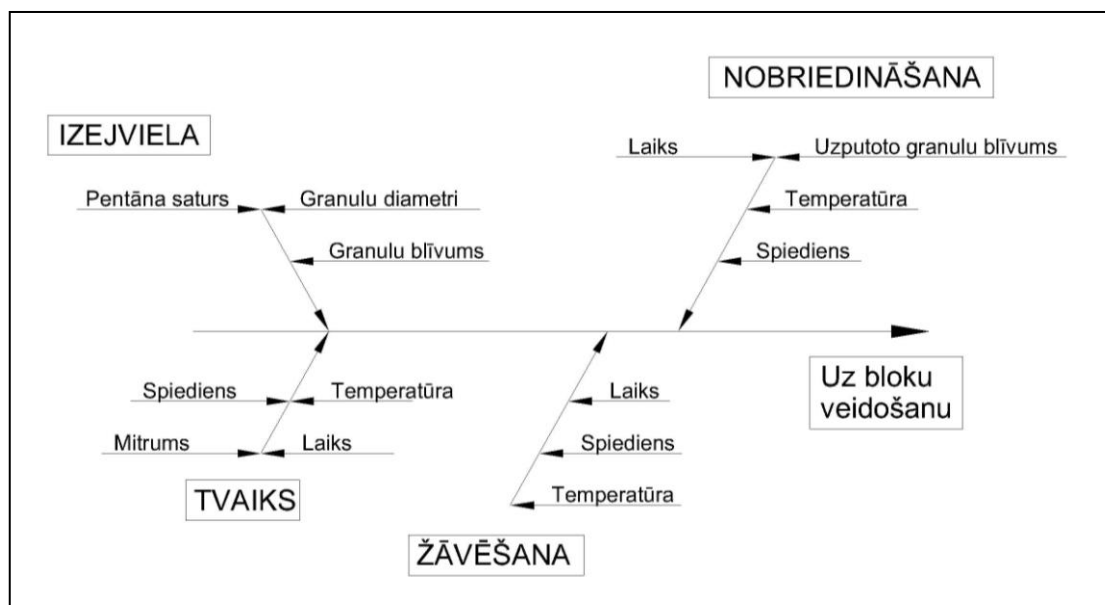 NOBRIEDINĀŠANA
IZEJVIELA
Laiks
Uzputoto granulu blīvums
Pentāna saturs
Granulu diametri
Temperatūra
Granulu blīvums
Spiediens
Uz bloku
veidošanu
Spiediens
Temperatūra
Laiks
Mitrums
Laiks
Spiediens
TVAIKS
Temperatūra
ŽĀVĒŠANA